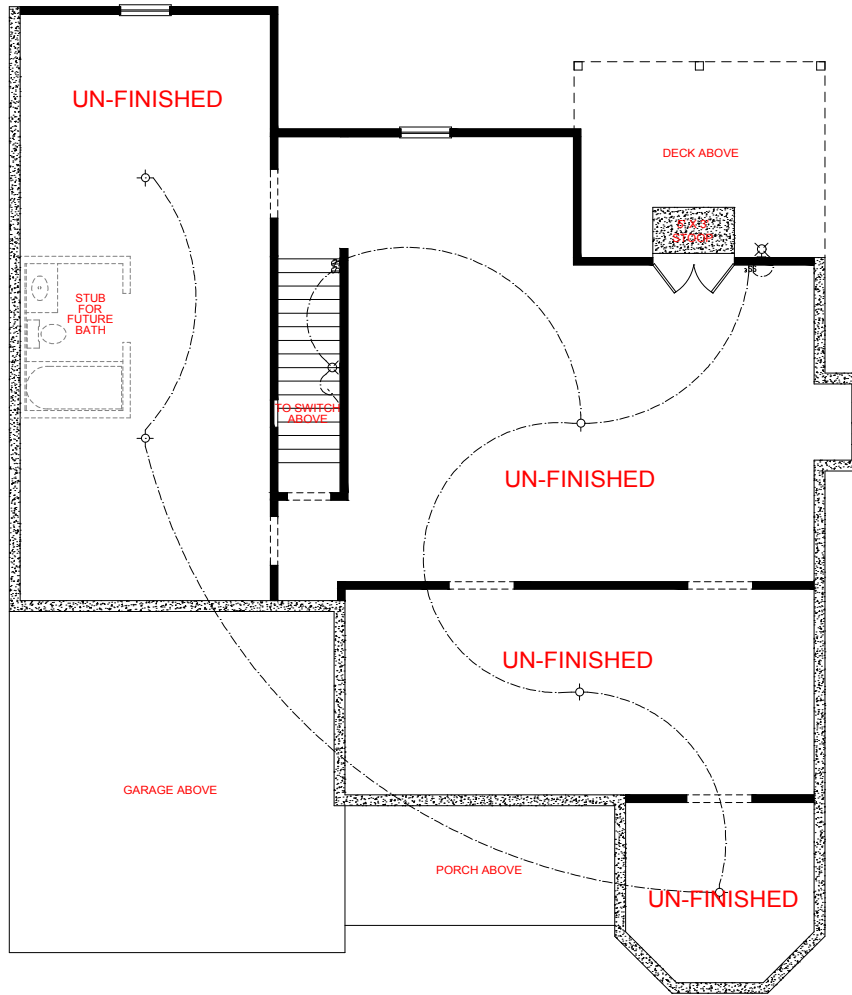 UN-FINISHED
DECK ABOVE
STOOP
STUB
FOR
FUTURE
BATH
TO SWITCH
ABOVE
UN-FINISHED
UN-FINISHED
GARAGE ABOVE
PORCH ABOVE
UN-FINISHED